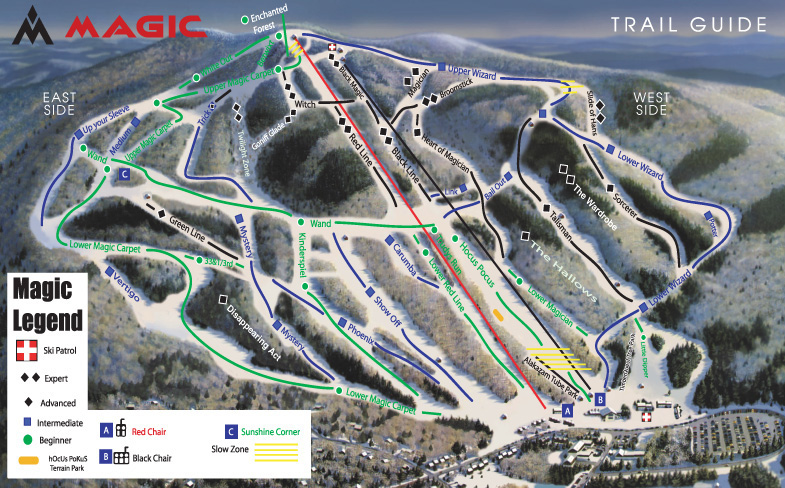 MAGIC
TRAIL GUIDE
Enchanted
Forest
Upper Magic Carpet
Black Magic
Magician
Upper Wizard
Broomstick
Slide of Hans
EAST
SIDE
WEST
SIDE
Up your Sleeve
Medium
Upper Magic Carpet
Trick
Twilight Zone
Witch
Goniff Glade
Red Line
Black Line
Heart of Magician
Wand
C
Link
Bail Out
Lower Wizard
The Wardrobe
Sorcerer
Talisman
The Hallows
Green Line
Mystery
Wand
Kinderspiel
Carumba
Hocus Pocus
Lower Magic Carpet
Vertigo
Lower Red Line
Lower Magician
Lower Wizard
Disappearing Act
Mystery
Phoenix
Show Off
Alakazam Tube Park
Lower Magic Carpet
A
B
Magic
Legend
Ski Patrol
Expert
Advanced
Intermediate
Beginner
hOcUs PoKuS
Terrain Park
A
Red Chair
B
Black Chair
C
Sunshine Corner
Slow Zone